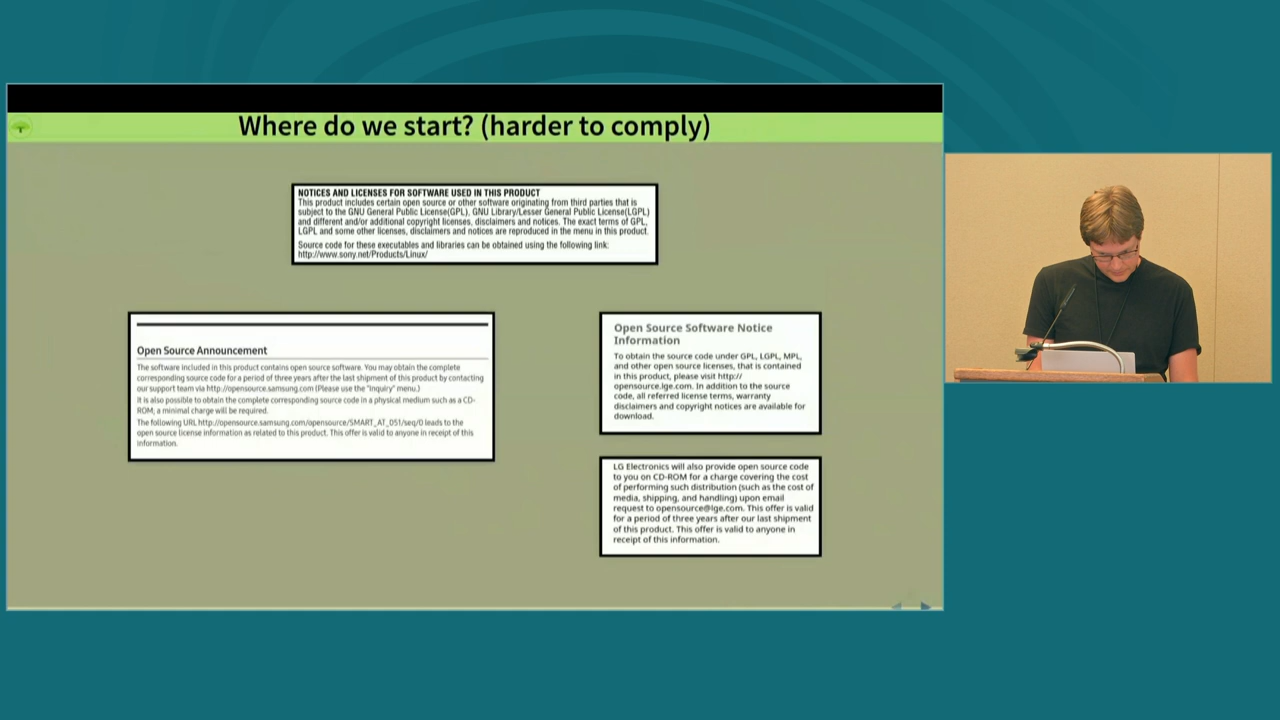 Where do we start? (harder to comply)
NOTICES AND LICENSES FOR SOFTWARE USED IN THIS PRODUCT
This product includes certain open source or other software originating from third parties that is
subject to the GNU General Public License(GPL), GNU Library/Lesser General Public License(LGPL)
and different and/or additional copyright licenses, disclaimers and notices. The exact terms of GPL,
LGPL and some other licenses, disclaimers and notices are reproduced in the menu in this product.
Source code for these executables and libraries can be obtained using the following link:
http://www.sony.net/Products/Linux/
Open Source Announcement
The software included in this product contains open source software. You may obtain the complete
corresponding source code for a period of three years after the last shipment of this product by contacting
our support team via http://opensource.samsung.com (Please use the "Inquiry" menu.)
It is also possible to obtain the complete corresponding source code in a physical medium such as a CD-
ROM; a minimal charge will be required.
The following URL http://opensource.samsung.com/opensource/SMART_AT_051/seq/0 leads to the
open source license information as related to this product. This offer is valid to anyone in receipt of this
information.
Open Source Software Notice
Information
To obtain the source code under GPL, LGPL, MPL,
and other open source licenses, that is contained
in this product, please visit http://
opensource.lge.com. In addition to the source
code, all referred license terms, warranty
disclaimers and copyright notices are available for
download.
LG Electronics will also provide open source code
to you on CD-ROM for a charge covering the cost
of performing such distribution (such as the cost of
media, shipping, and handling) upon email
request to opensource@lge.com. This offer is valid
for a period of three years after our last shipment
of this product. This offer is valid to anyone in
receipt of this information.